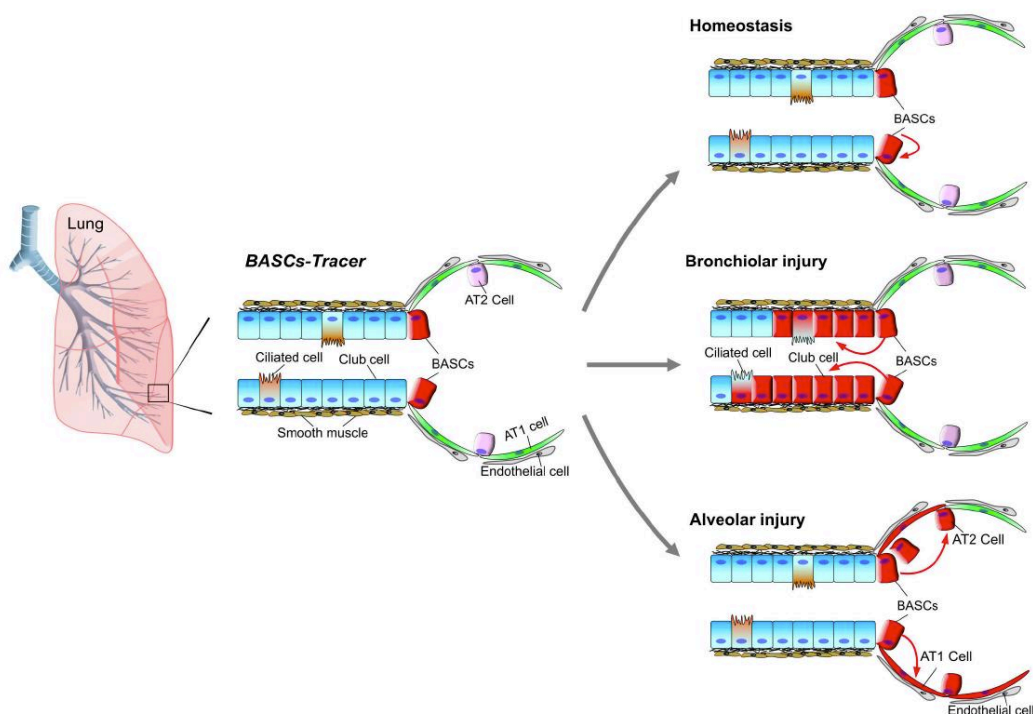 Lung
BASCs-Tracer
AT2 Cell
Ciliated cell
Club cell
BASCs
Smooth muscle
AT1 cell
Endothelial cell
Homeostasis
BASCs
Bronchiolar injury
Ciliated cell
Club cell
BASCs
Alveolar injury
AT2 Cell
BASCs
AT1 Cell
Endothelial cell